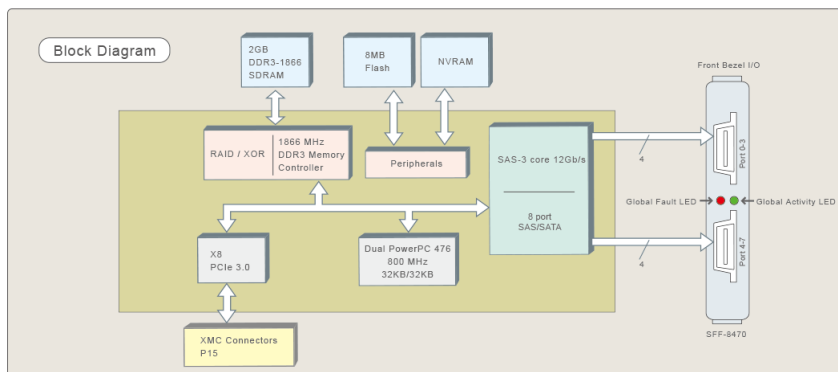 Block Diagram
2GB
DDR3-1866
SDRAM
8MB
Flash
NVRAM
Front Bezel I/O
RAID / XOR
1866 MHz
DDR3 Memory
Controller
Peripherals
SAS-3 core 12Gb/s
8 port
SAS/SATA
4
Port 0-3
Global Fault LED
Global Activity LED
4
Port 4-7
X8
PCIe 3.0
Dual PowerPC 476
800 MHz
32KB/32KB
XMC Connectors
P15
SFF-8470